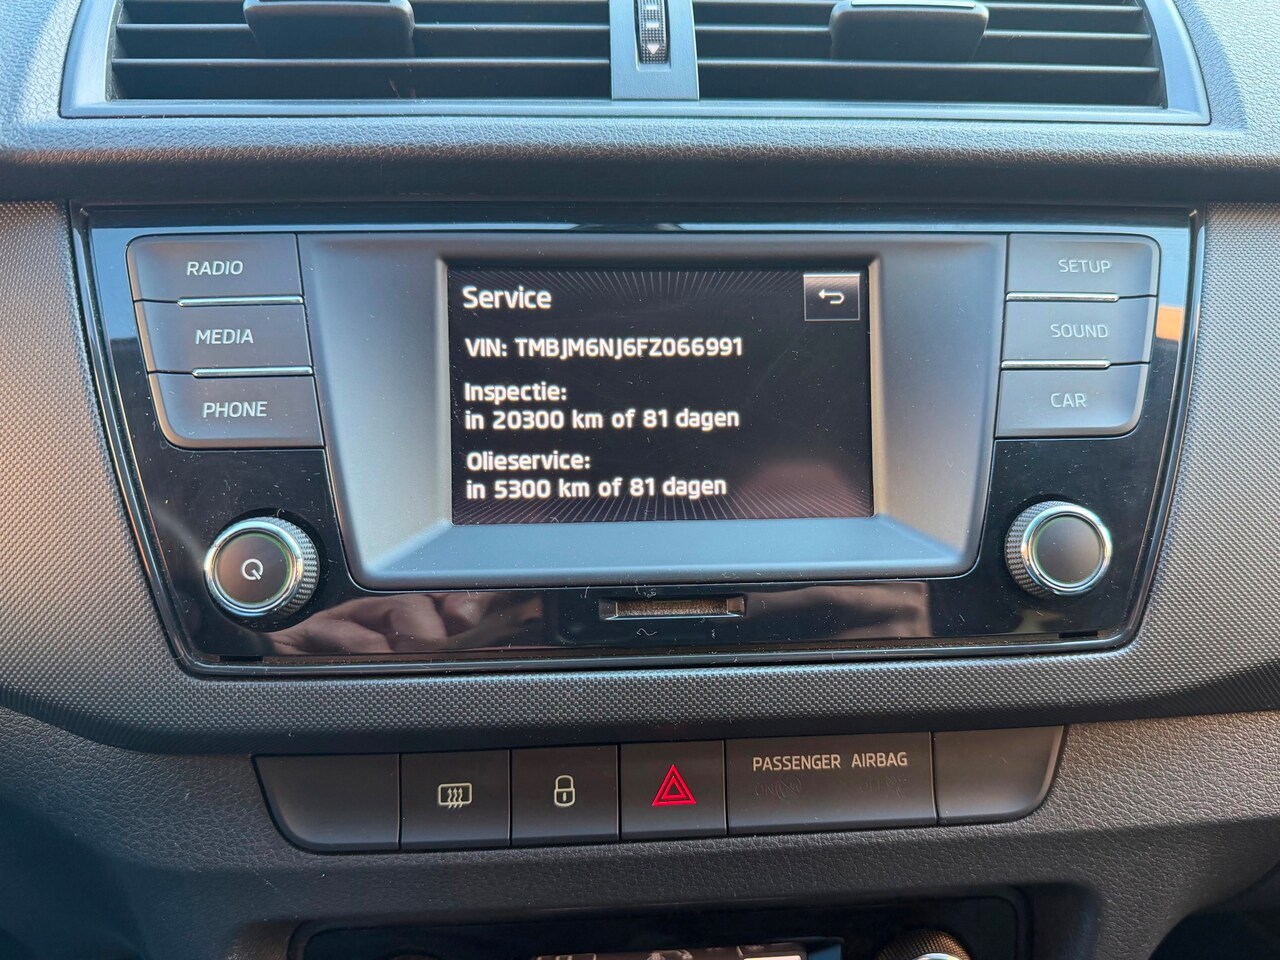 RADIO
MEDIA
PHONE
Service
VIN: TMBJM6NJ6FZ066991
Inspectie:
in 20300 km of 81 dagen
Olieservice:
in 5300 km of 81 dagen
SETUP
SOUND
CAR
PASSENGER AIRBAG